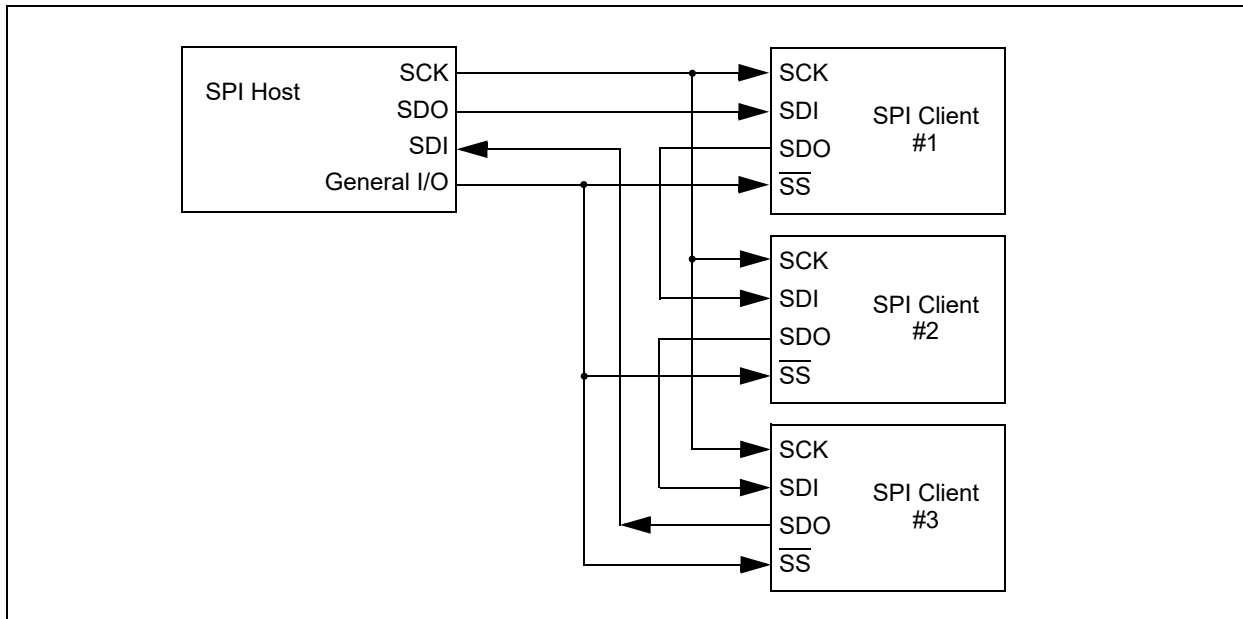 SPI Host
SCK
SDO
SDI
General I/O
SCK
SDI
SDO
SS
SPI Client
#1
SCK
SDI
SDO
SS
SPI Client
#2
SCK
SDI
SDO
SS
SPI Client
#3